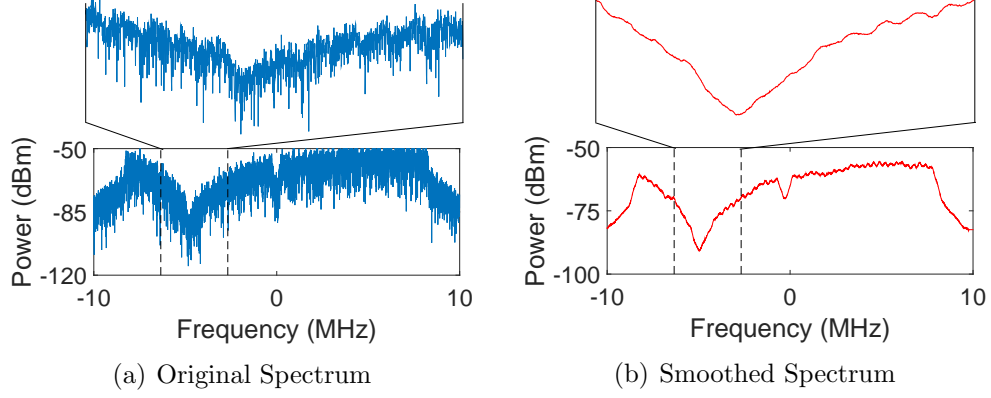 Power (dBm)
-50
-85
-120
-10
0
10
Frequency (MHz)
(a) Original Spectrum
Power (dBm)
-50
-75
-100
-10
0
10
Frequency (MHz)
(b) Smoothed Spectrum